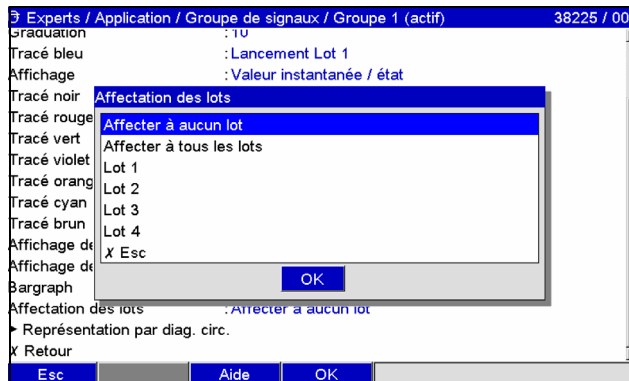 Experts / Application / Groupe de signaux / Groupe 1 (actif) 38225 / 00
Graduation : 10
Tracé bleu : Lancement Lot 1
Affichage : Valeur instantanée / état
Tracé noir
Affectation des lots
Tracé rouge
Affecter à aucun lot
Tracé vert
Affecter à tous les lots
Tracé violet
Lot 1
Tracé orang
Lot 2
Tracé cyan
Lot 3
Tracé brun
Lot 4
Affichage de
X Esc
Affichage de
OK
Bargraph
Affectation des lots : Affecter à aucun lot
► Représentation par diag. circ.
X Retour
Esc Aide OK